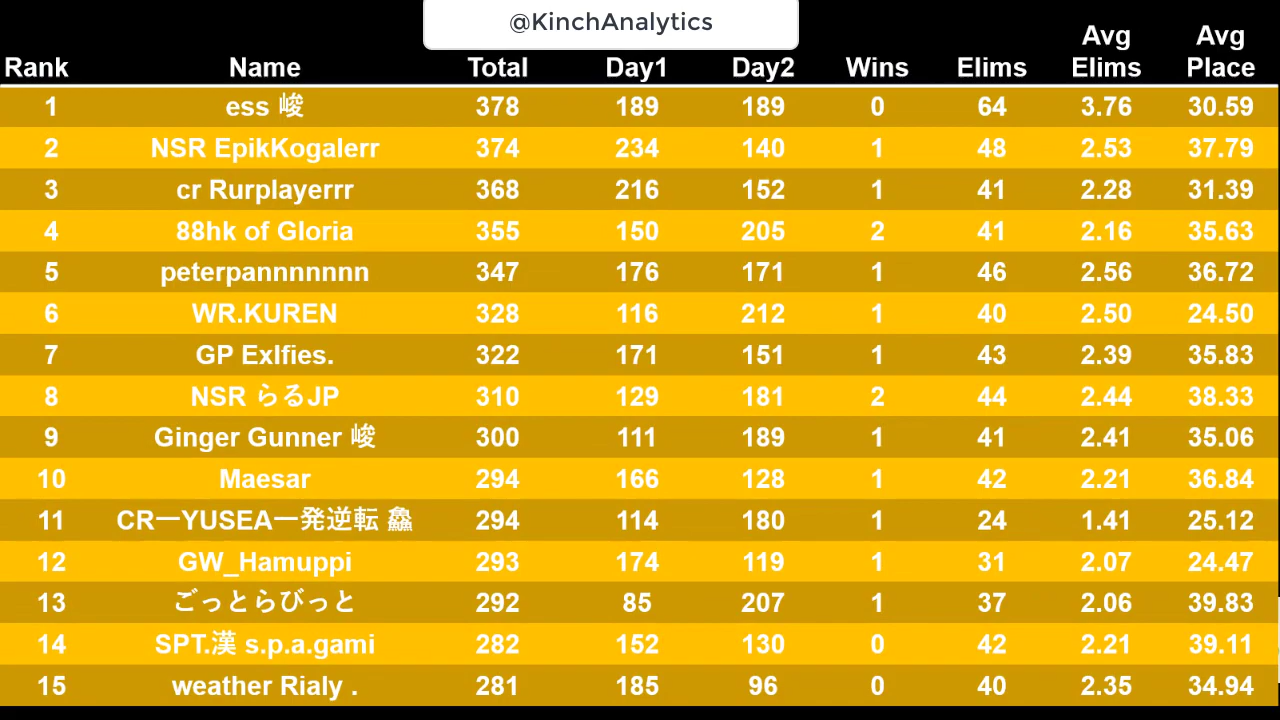 @KinchAnalytics
Rank Name Total Day1 Day2 Wins Elims Avg Elims Avg Place
1 ess 峻 378 189 189 0 64 3.76 30.59
2 NSR EpikKogalerr 374 234 140 1 48 2.53 37.79
3 cr Rurplayerrr 368 216 152 1 41 2.28 31.39
4 88hk of Gloria 355 150 205 2 41 2.16 35.63
5 peterpannnnnnn 347 176 171 1 46 2.56 36.72
6 WR.KUREN 328 116 212 1 40 2.50 24.50
7 GP Exlfies. 322 171 151 1 43 2.39 35.83
8 NSR らるJP 310 129 181 2 44 2.44 38.33
9 Ginger Gunner 峻 300 111 189 1 41 2.41 35.06
10 Maesar 294 166 128 1 42 2.21 36.84
11 CRーYUSEAー発逆転 鱻 294 114 180 1 24 1.41 25.12
12 GW_Hamuppi 293 174 119 1 31 2.07 24.47
13 ごっとらびっと 292 85 207 1 37 2.06 39.83
14 SPT.漢 s.p.a.gami 282 152 130 0 42 2.21 39.11
15 weather Rialy . 281 185 96 0 40 2.35 34.94